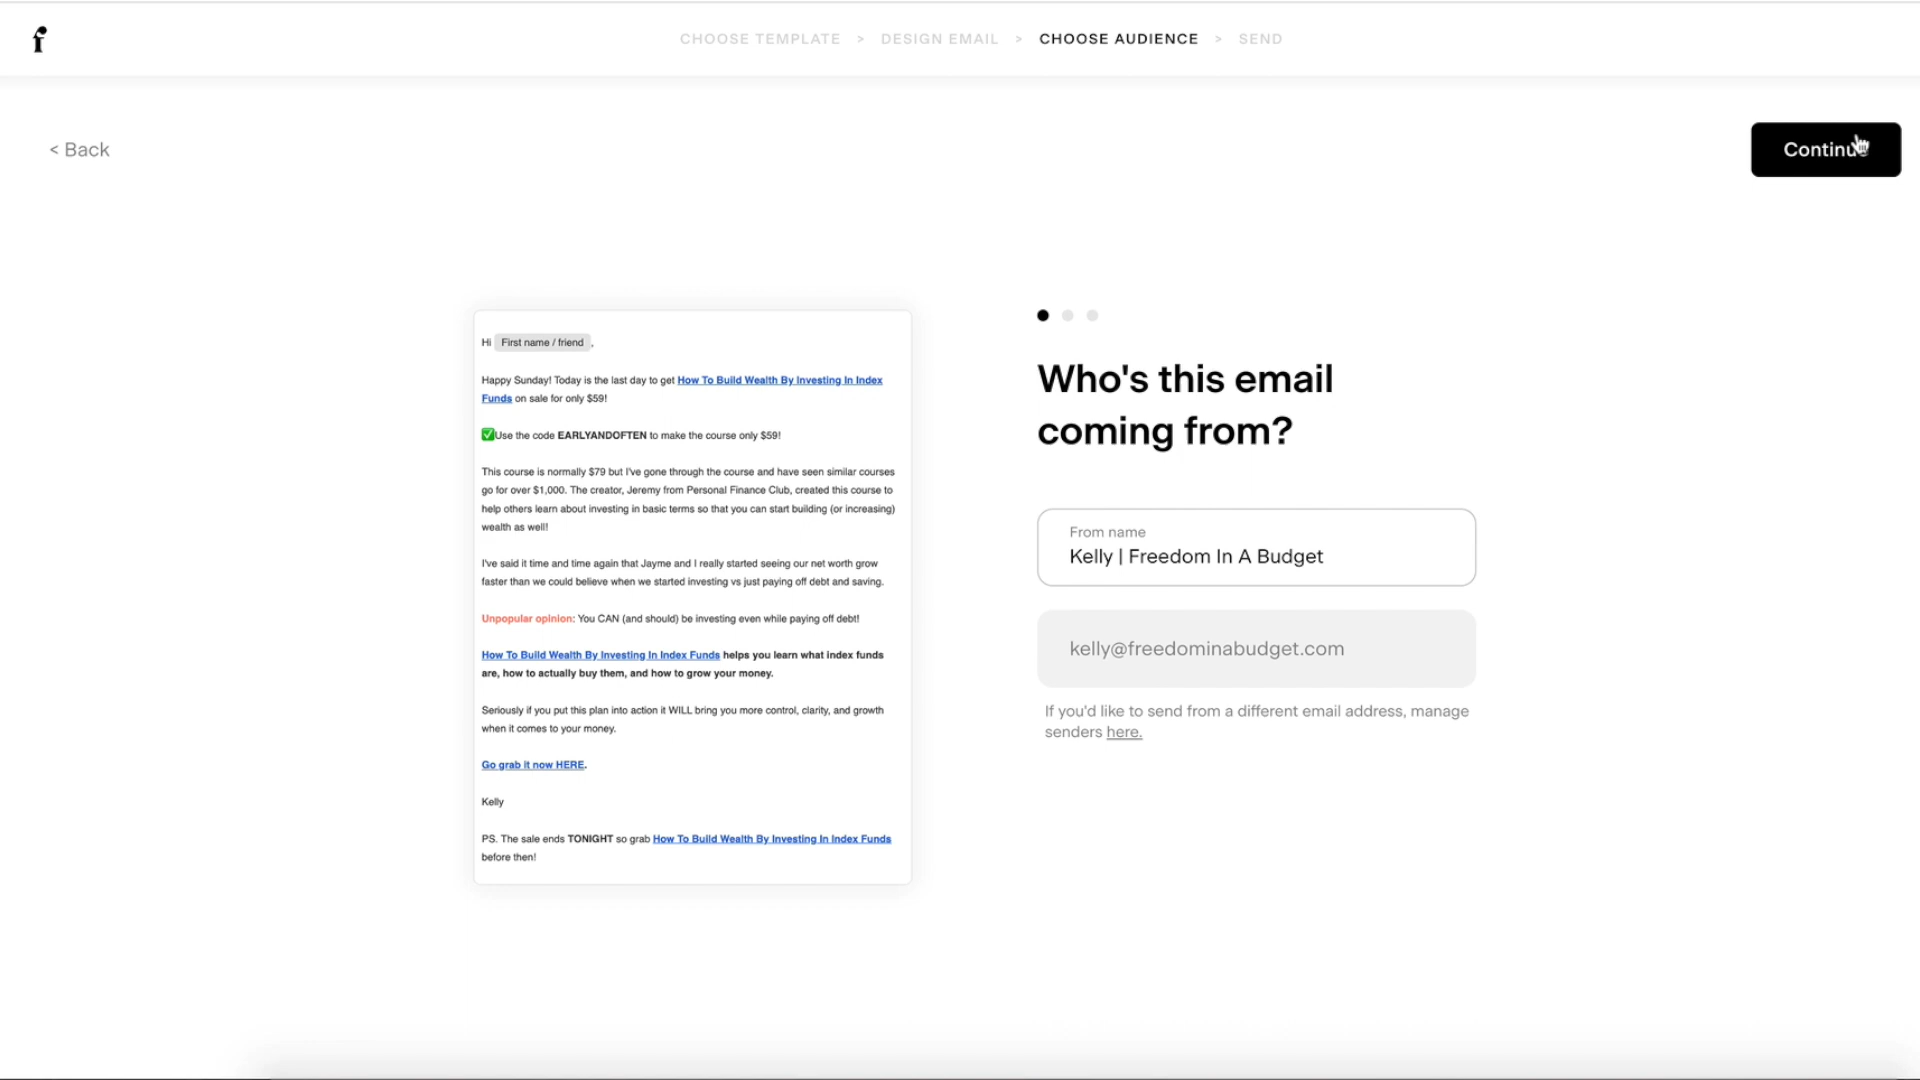 f
CHOOSE TEMPLATE > DESIGN EMAIL > CHOOSE AUDIENCE > SEND
< Back
Continue
Hi First name / friend ,
Happy Sunday! Today is the last day to get How To Build Wealth By Investing In Index
Funds on sale for only $59!
✅Use the code EARLYANDOFTEN to make the course only $59!
This course is normally $79 but I've gone through the course and have seen similar courses
go for over $1,000. The creator, Jeremy from Personal Finance Club, created this course to
help others learn about investing in basic terms so that you can start building (or increasing)
wealth as well!
I've said it time and time again that Jayme and I really started seeing our net worth grow
faster than we could believe when we started investing vs just paying off debt and saving.
Unpopular opinion: You CAN (and should) be investing even while paying off debt!
How To Build Wealth By Investing In Index Funds helps you learn what index funds
are, how to actually buy them, and how to grow your money.
Seriously if you put this plan into action it WILL bring you more control, clarity, and growth
when it comes to your money.
Go grab it now HERE.
Kelly
PS. The sale ends TONIGHT so grab How To Build Wealth By Investing In Index Funds
before then!
Who's this email
coming from?
From name
Kelly | Freedom In A Budget
kelly@freedominabudget.com
If you'd like to send from a different email address, manage
senders here.